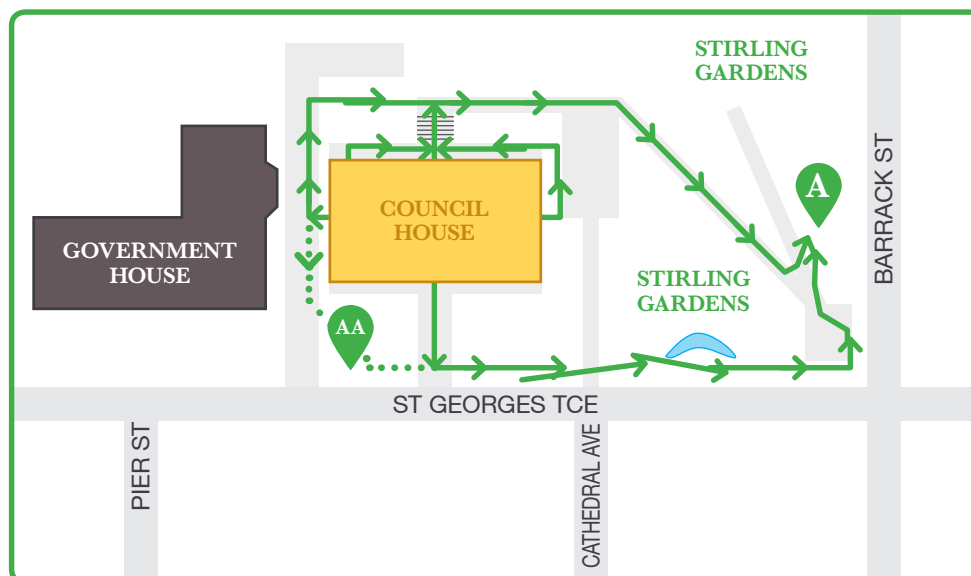 STIRLING
GARDENS
A
BARRACK ST
COUNCIL
HOUSE
GOVERNMENT
HOUSE
STIRLING
GARDENS
AA
ST GEORGES TCE
PIER ST
CATHEDRAL AVE